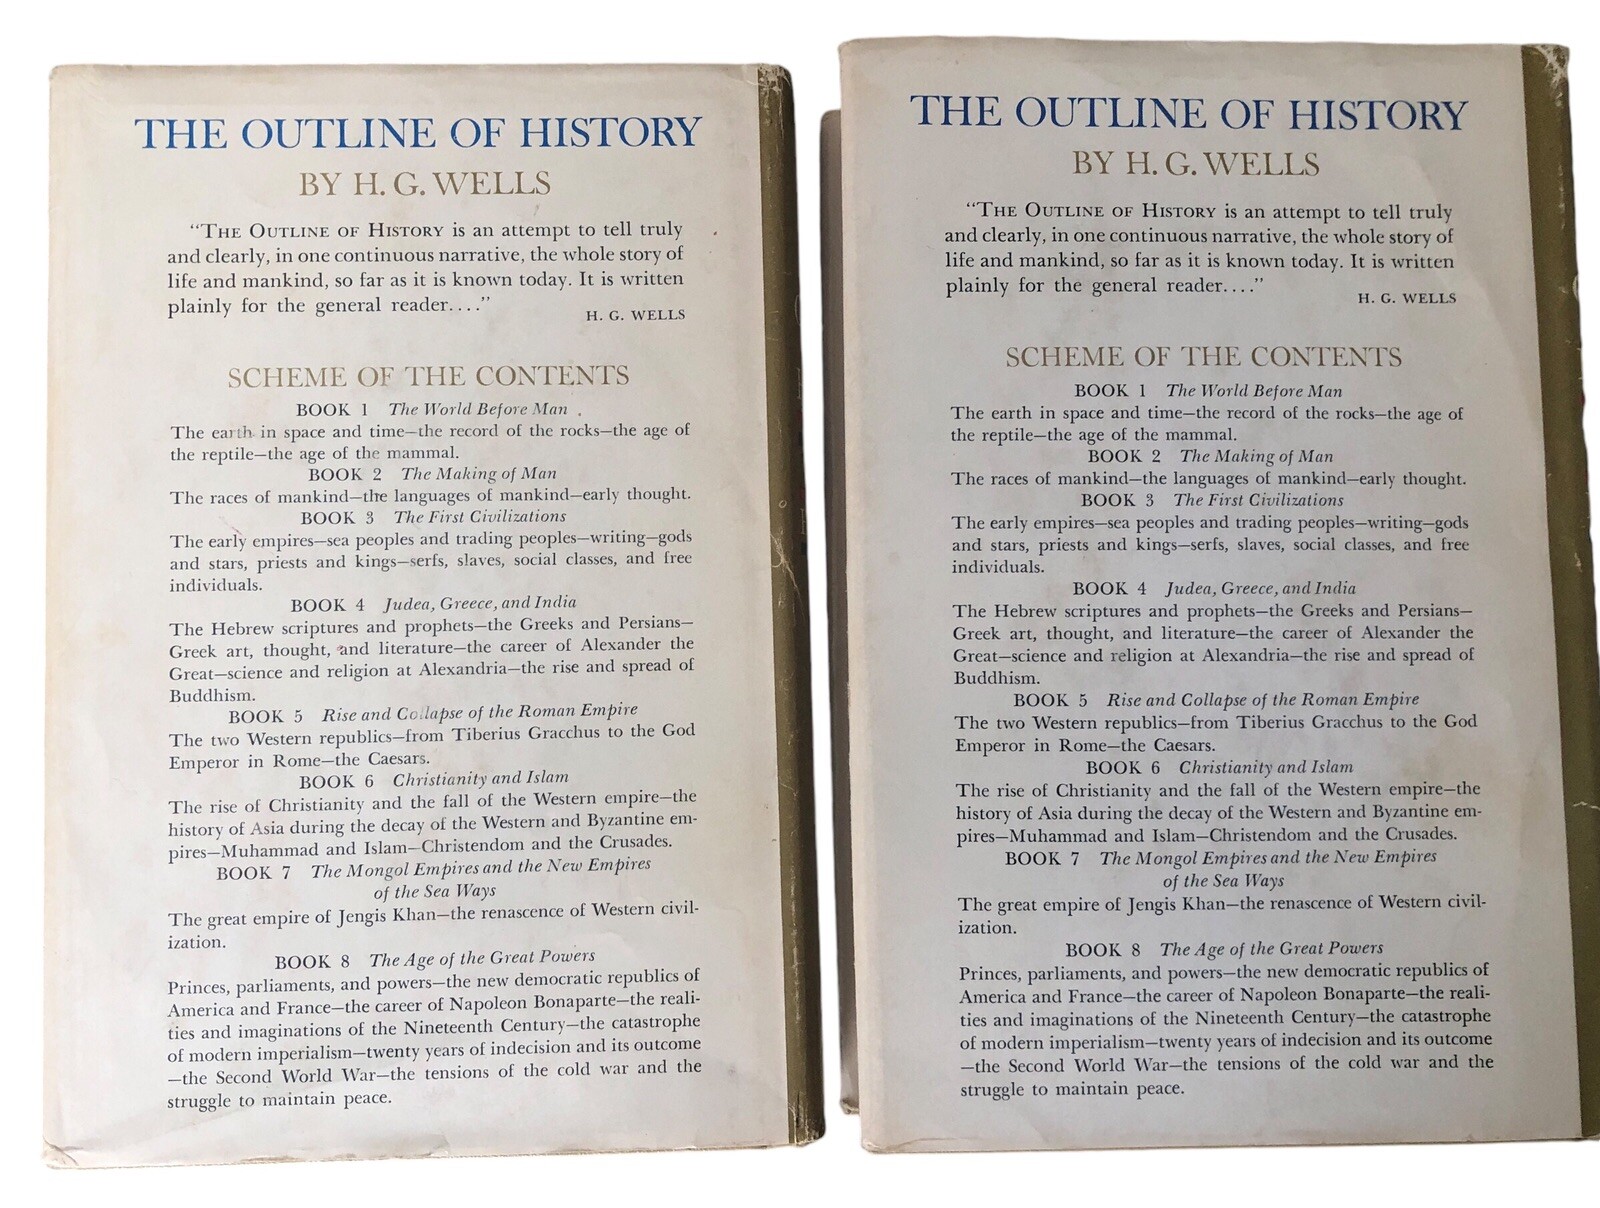 THE OUTLINE OF HISTORY
BY H. G. WELLS
"THE OUTLINE OF HISTORY is an attempt to tell truly
and clearly, in one continuous narrative, the whole story of
life and mankind, so far as it is known today. It is written
plainly for the general reader...."
H. G. WELLS
SCHEME OF THE CONTENTS
BOOK 1 The World Before Man
The earth in space and time—the record of the rocks—the age of
the reptile—the age of the mammal.
BOOK 2 The Making of Man
The races of mankind—the languages of mankind—early thought.
BOOK 3 The First Civilizations
The early empires—sea peoples and trading peoples—writing—gods
and stars, priests and kings—serfs, slaves, social classes, and free
individuals.
BOOK 4 Judea, Greece, and India
The Hebrew scriptures and prophets—the Greeks and Persians—
Greek art, thought, and literature—the career of Alexander the
Great—science and religion at Alexandria—the rise and spread of
Buddhism.
BOOK 5 Rise and Collapse of the Roman Empire
The two Western republics—from Tiberius Gracchus to the God
Emperor in Rome—the Caesars.
BOOK 6 Christianity and Islam
The rise of Christianity and the fall of the Western empire—the
history of Asia during the decay of the Western and Byzantine em-
pires—Muhammad and Islam—Christendom and the Crusades.
BOOK 7 The Mongol Empires and the New Empires
of the Sea Ways
The great empire of Jengis Khan—the renascence of Western civil-
ization.
BOOK 8 The Age of the Great Powers
Princes, parliaments, and powers—the new democratic republics of
America and France—the career of Napoleon Bonaparte—the reali-
ties and imaginations of the Nineteenth Century—the catastrophe
of modern imperialism—twenty years of indecision and its outcome
—the Second World War—the tensions of the cold war and the
struggle to maintain peace.
THE OUTLINE OF HISTORY
BY H. G. WELLS
"THE OUTLINE OF HISTORY is an attempt to tell truly
and clearly, in one continuous narrative, the whole story of
life and mankind, so far as it is known today. It is written
plainly for the general reader...."
H. G. WELLS
SCHEME OF THE CONTENTS
BOOK 1 The World Before Man
The earth in space and time—the record of the rocks—the age of
the reptile—the age of the mammal.
BOOK 2 The Making of Man
The races of mankind—the languages of mankind—early thought.
BOOK 3 The First Civilizations
The early empires—sea peoples and trading peoples—writing—gods
and stars, priests and kings—serfs, slaves, social classes, and free
individuals.
BOOK 4 Judea, Greece, and India
The Hebrew scriptures and prophets—the Greeks and Persians—
Greek art, thought, and literature—the career of Alexander the
Great—science and religion at Alexandria—the rise and spread of
Buddhism.
BOOK 5 Rise and Collapse of the Roman Empire
The two Western republics—from Tiberius Gracchus to the God
Emperor in Rome—the Caesars.
BOOK 6 Christianity and Islam
The rise of Christianity and the fall of the Western empire—the
history of Asia during the decay of the Western and Byzantine em-
pires—Muhammad and Islam—Christendom and the Crusades.
BOOK 7 The Mongol Empires and the New Empires
of the Sea Ways
The great empire of Jengis Khan—the renascence of Western civil-
ization.
BOOK 8 The Age of the Great Powers
Princes, parliaments, and powers—the new democratic republics of
America and France—the career of Napoleon Bonaparte—the reali-
ties and imaginations of the Nineteenth Century—the catastrophe
of modern imperialism—twenty years of indecision and its outcome
—the Second World War—the tensions of the cold war and the
struggle to maintain peace.